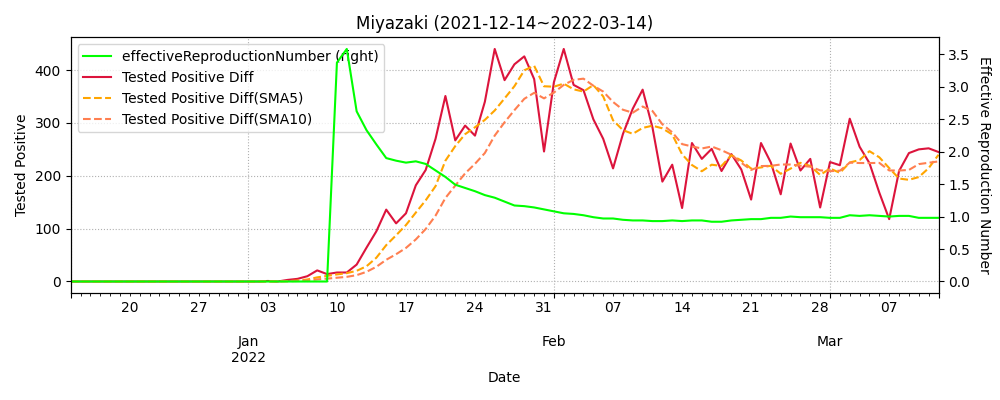 Miyazaki (2021-12-14~2022-03-14)
effectiveReproductionNumber (right)
Tested Positive Diff
Tested Positive Diff(SMA5)
Tested Positive Diff(SMA10)
Tested Positive
400
300
200
100
0
3.5
3.0
2.5
2.0
1.5
1.0
0.5
0.0
Effective Reproduction Number
20 27 03 10 17 24 31 07 14 21 28 07
Jan Feb Mar
2022
Date